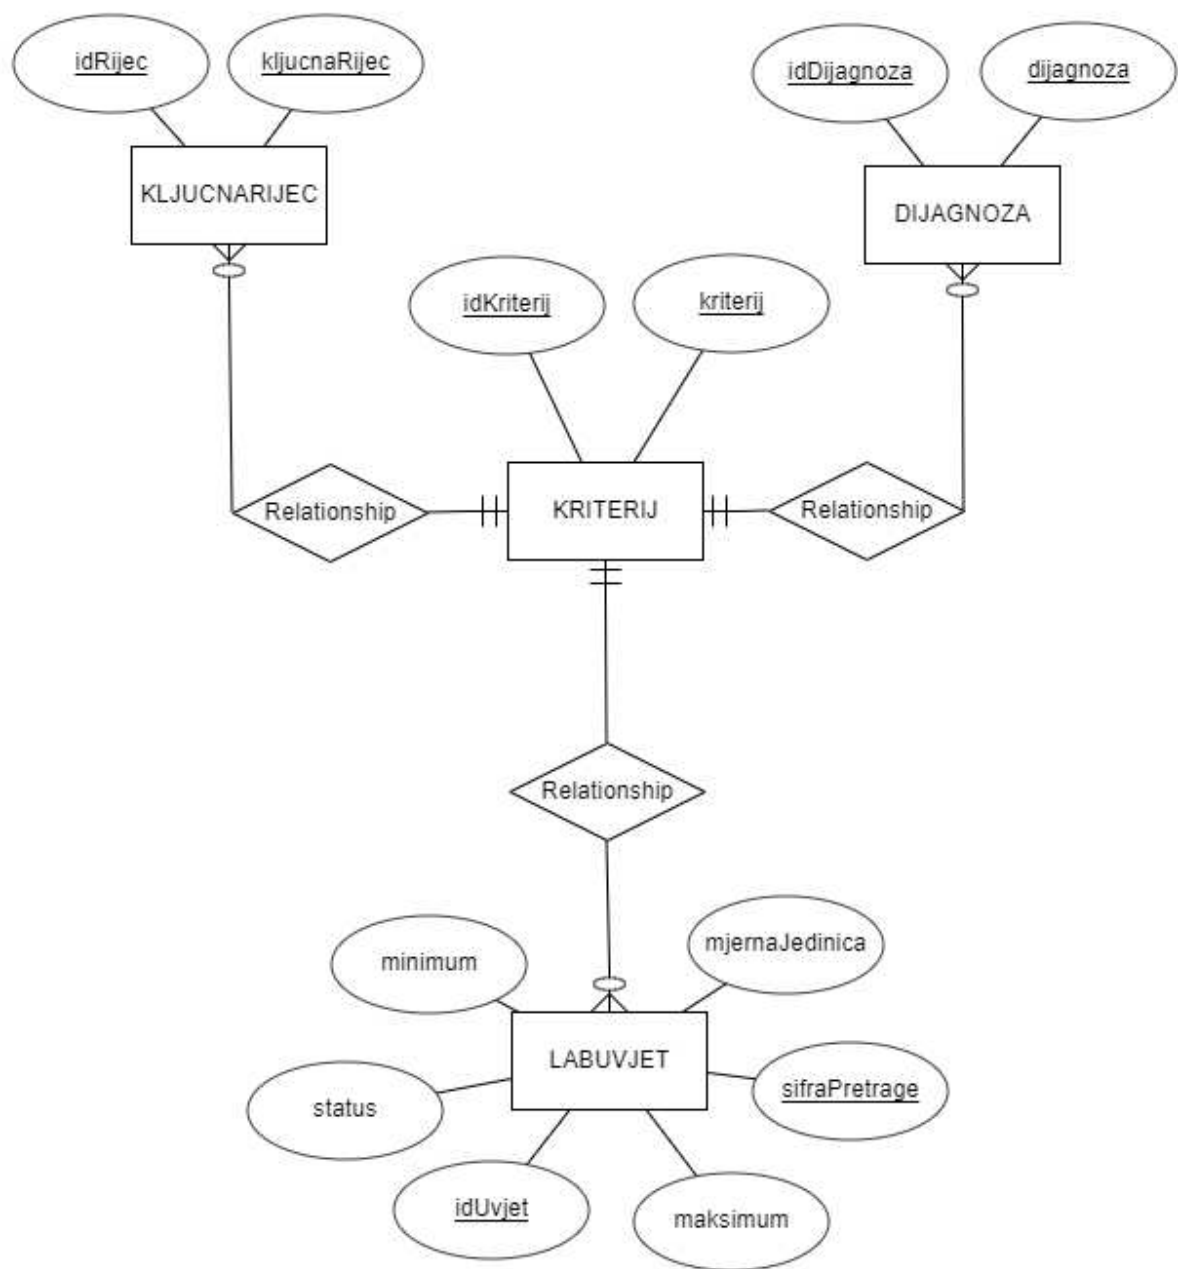 idRijec
kljucnaRijec
idDijagnoza
dijagnoza
KLJUCNARIJEC
DIJAGNOZA
idKriterij
kriterij
Relationship
KRITERIJ
Relationship
Relationship
minimum
mjernaJedinica
LABUVJET
status
sifraPretrage
idUvjet
maksimum